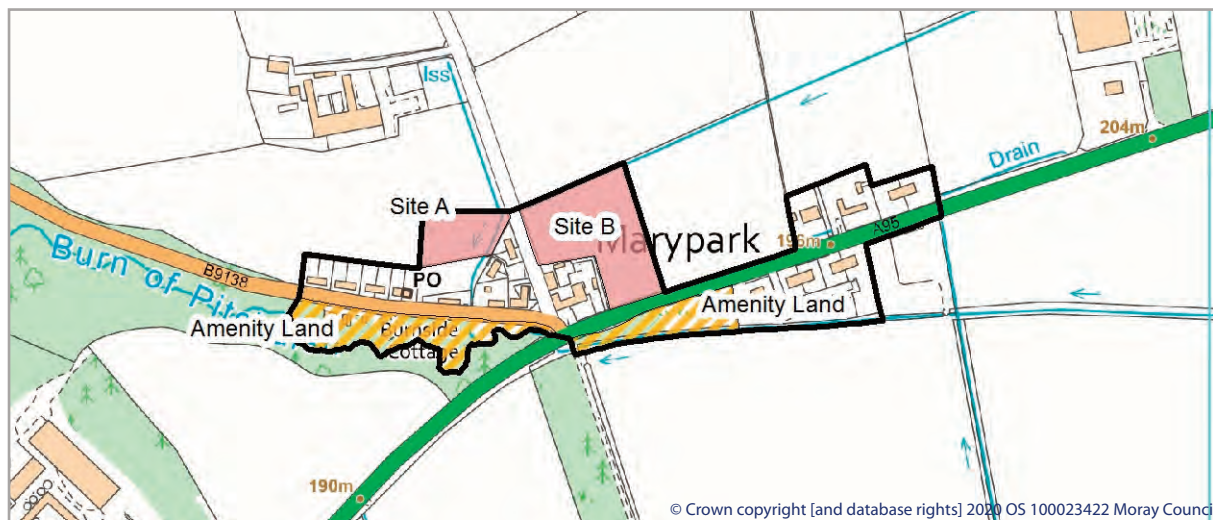 Iss
204m
Drain
Site A
Site B
Marypark
A95
196m
B9138
PO
Burn of
Amenity Land
Amenity Land
Burnside
Cottage
190m
© Crown copyright [and database rights] 2020 OS 100023422 Moray Counci